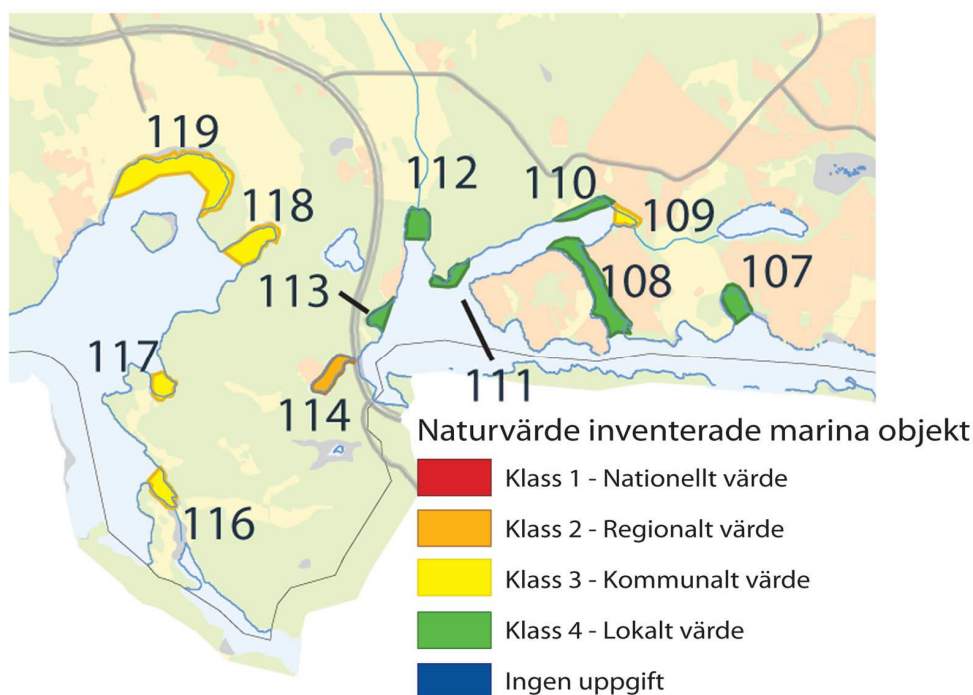 119
118
112
110
109
108
107
113
117
114
111
116
Naturvärde inventerade marina objekt
Klass 1 - Nationellt värde
Klass 2 - Regionalt värde
Klass 3 - Kommunalt värde
Klass 4 - Lokalt värde
Ingen uppgift